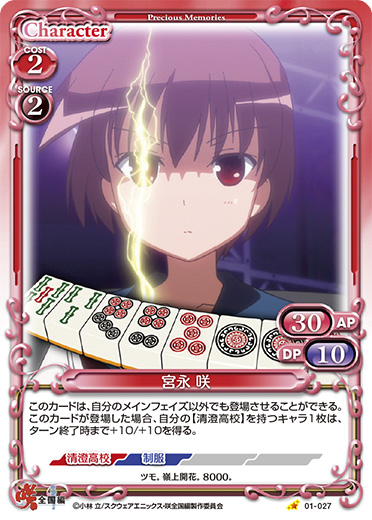 Precious Memories
Character
COST
2
SOURCE
2
30 AP
DP 10
宮永 咲
このカードは、自分のメインフェイズ以外でも登場させることができる。
このカードが登場した場合、自分の【清澄高校】を持つキャラ1枚は、
ターン終了時まで+10/+10を得る。
清澄高校 制服
ツモ。嶺上開花。8000。
咲 全国編
©小林 立/スクウェアエニックス・咲全国編製作委員会
01-027